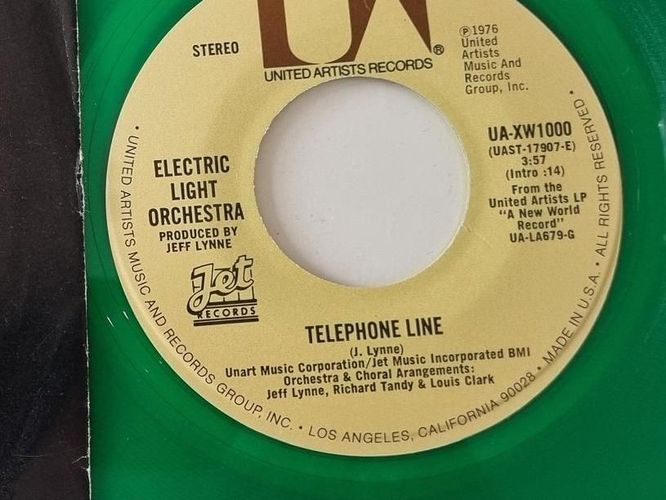 UA
STEREO
UNITED ARTISTS RECORDS®
℗1976
United
Artists
Music And
Records
Group, Inc.
UA-XW1000
(UAST-17907-E)
3:57
(Intro :14)
From the
United Artists LP
"A New World
Record"
UA-LA679-G
ELECTRIC
LIGHT
ORCHESTRA
PRODUCED BY
JEFF LYNNE
Jet
RECORDS
TELEPHONE LINE
(J. Lynne)
Unart Music Corporation/Jet Music Incorporated BMI
Orchestra & Choral Arangements:
Jeff Lynne, Richard Tandy & Louis Clark
• UNITED ARTISTS MUSIC AND RECORDS GROUP, INC. • LOS ANGELES, CALIFORNIA 90028 • MADE IN U.S.A. • ALL RIGHTS RESERVED •